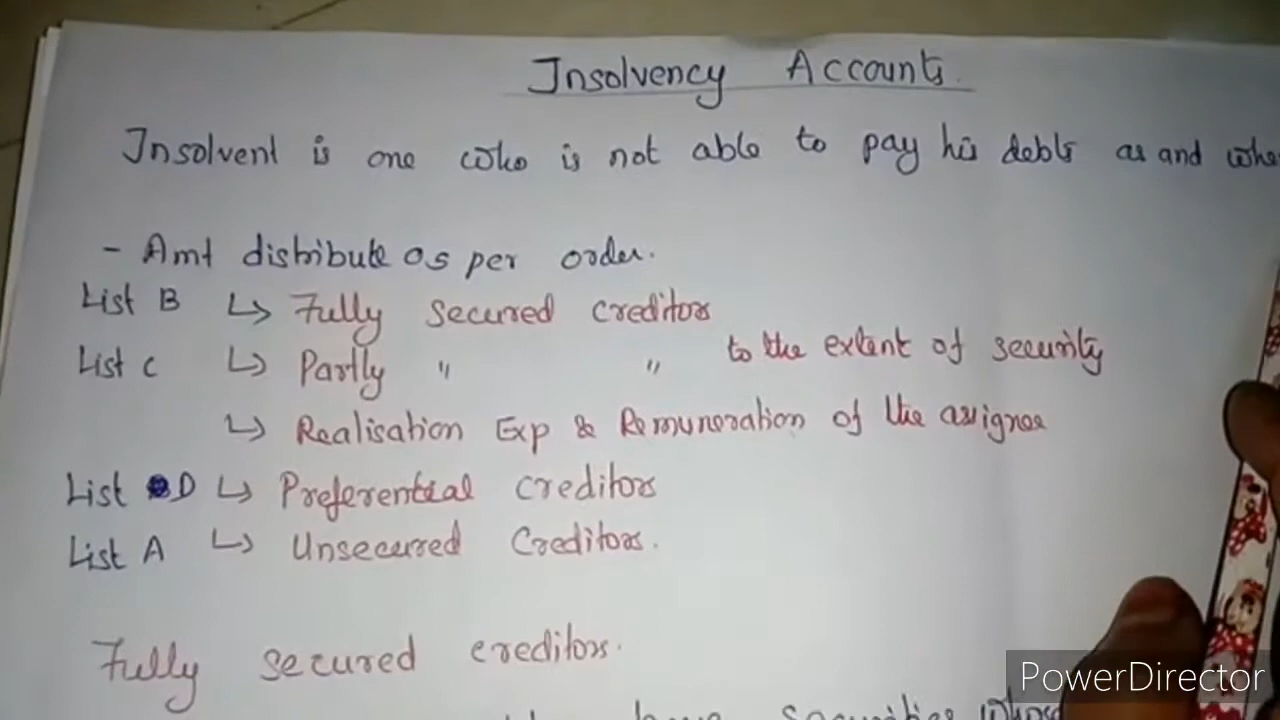 Insolvency Accounts.
Insolvent is one who is not able to pay his debts as and whe
- Amt distribute as per order.
List B ↳ Fully secured creditors
List C ↳ Partly " " to the extent of security
↳ Realisation Exp & Remuneration of the assignee
List D ↳ Preferential creditors
List A ↳ Unsecured Creditors.
Fully secured creditors.
PowerDirector